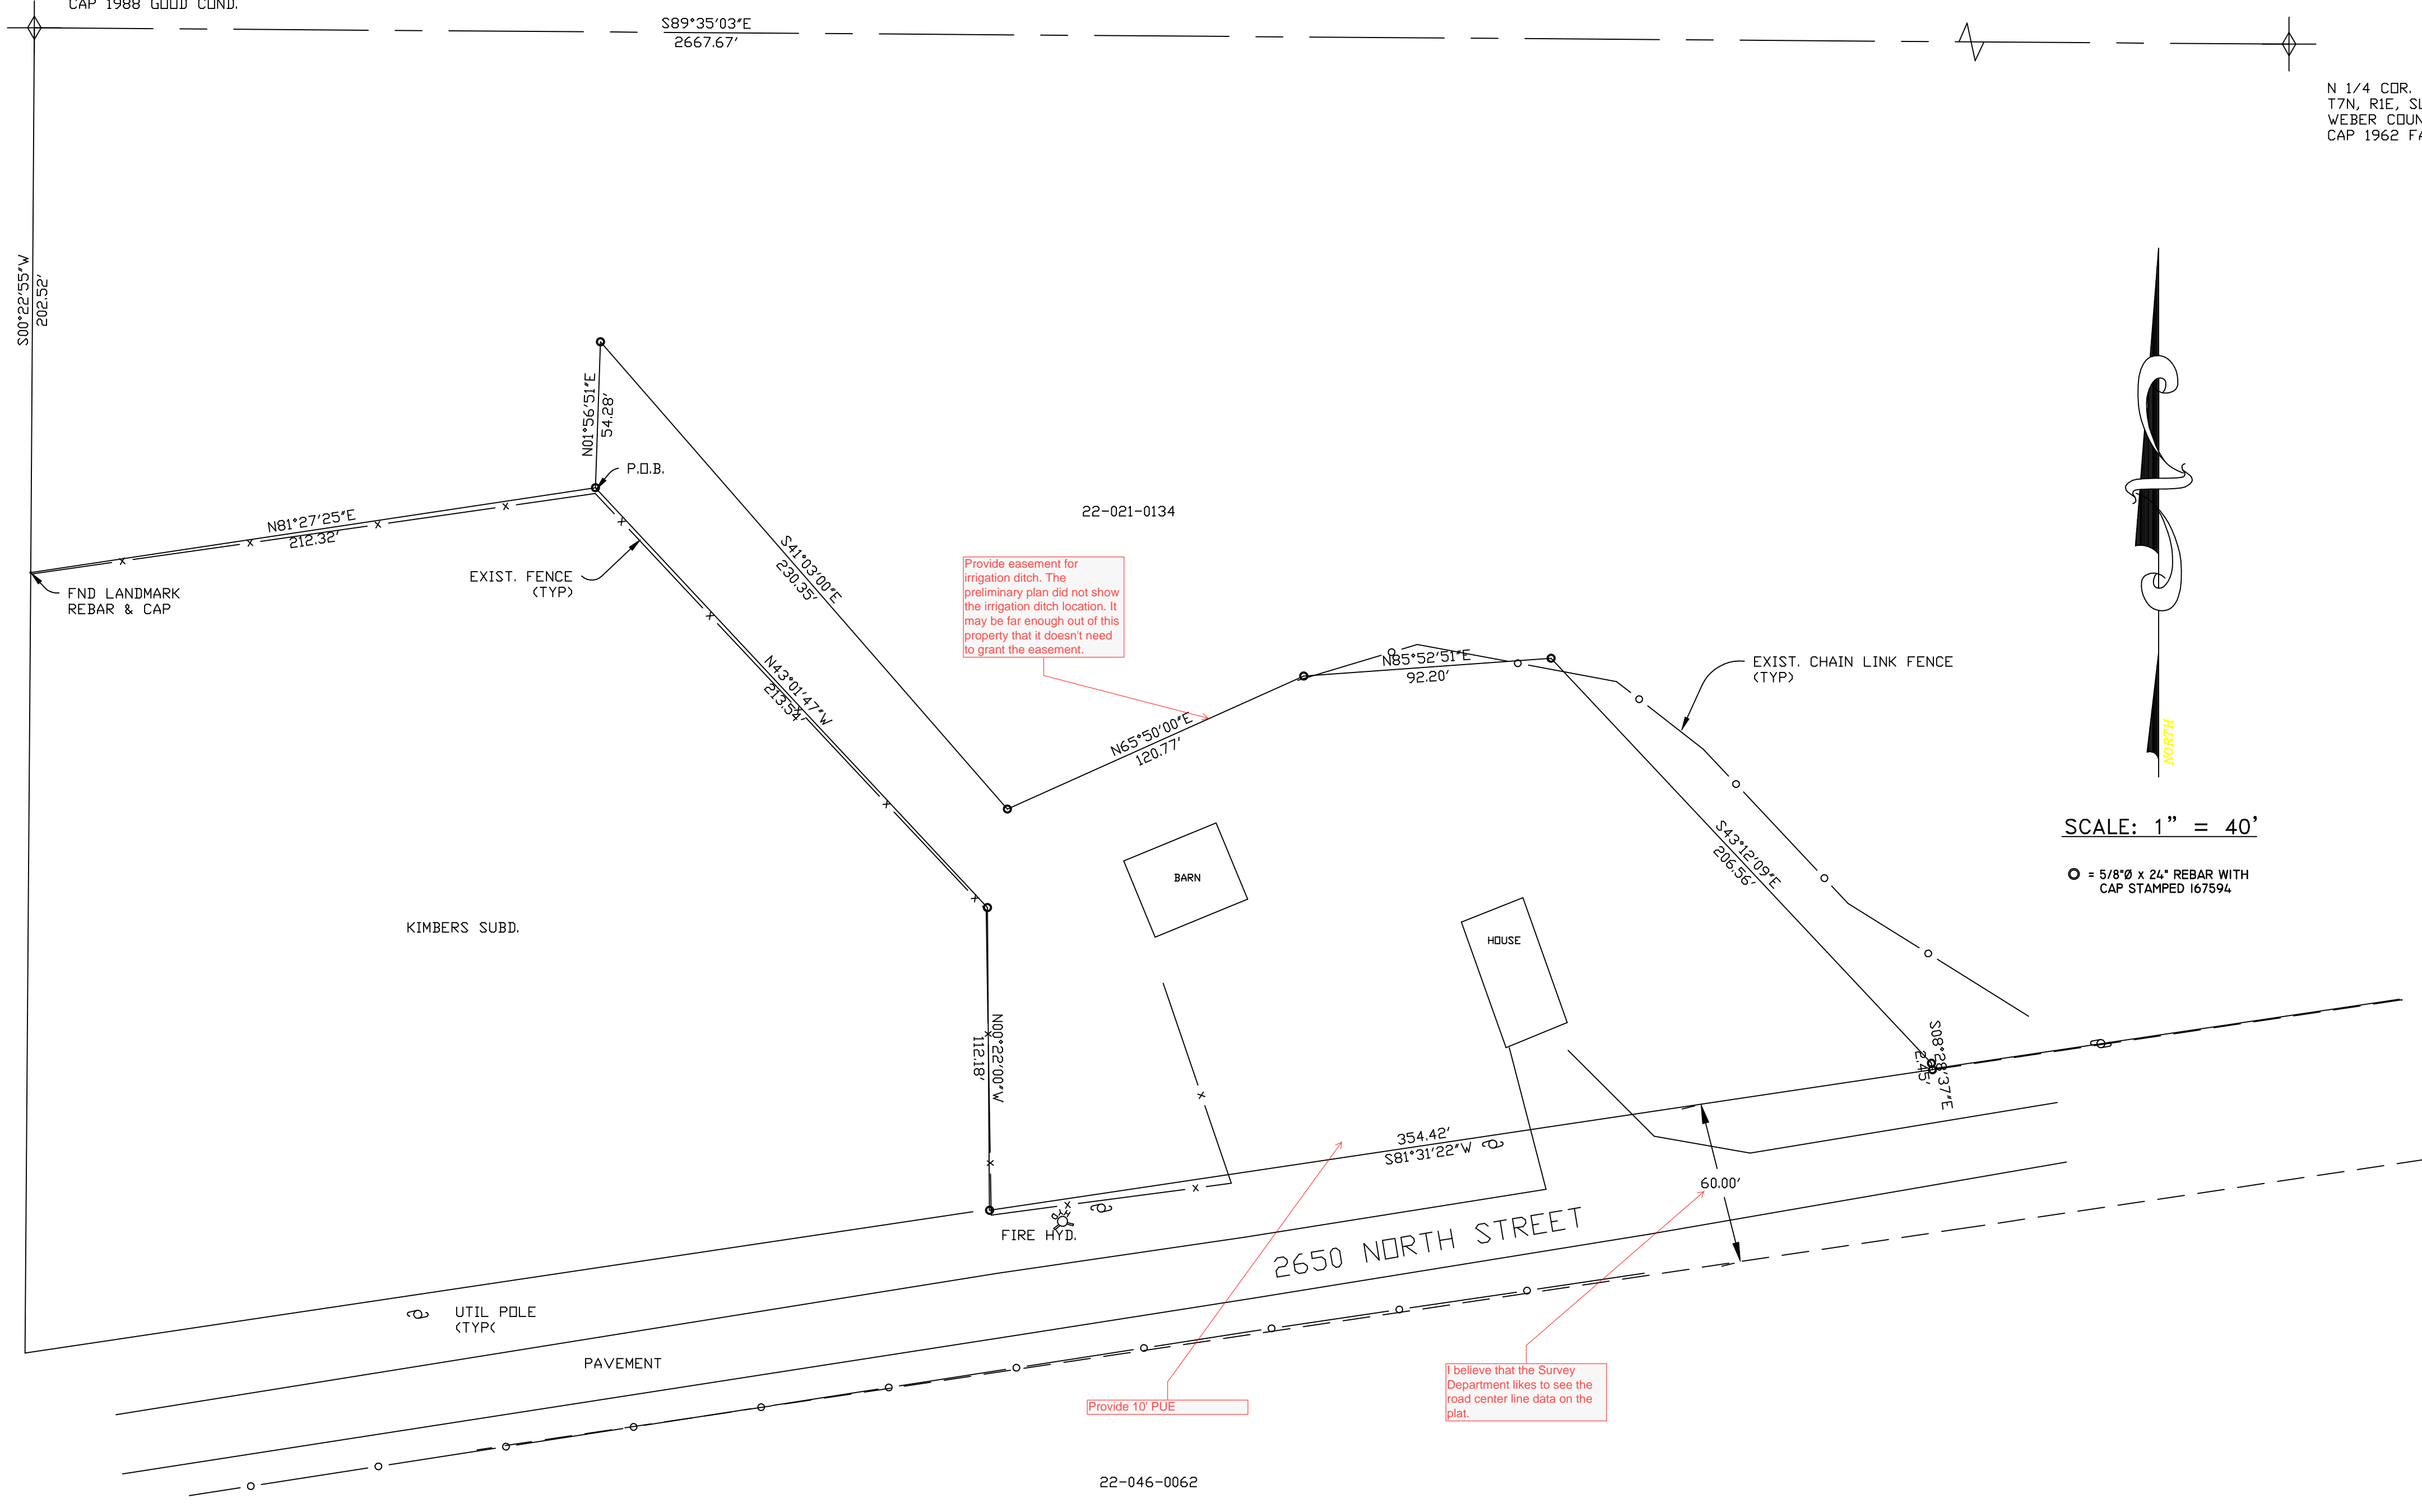 CAP 1988 GOOD COND.
S89°35'03"E
2667.67'
N 1/4 COR.
T7N, R1E,
WEBER
CAP 1962
S00°22'55"W
202.52'
N01°56'51"E
54.28'
P.O.B.
N81°27'25"E
212.32'
22-021-0134
S41°03'00"E
230.35'
EXIST. FENCE
(TYP)
FND LANDMARK
REBAR & CAP
Provide easement for
irrigation ditch. The
preliminary plan did not show
the irrigation ditch location. It
may be far enough out of this
property that it doesn't need
to grant the easement.
N43°01'47"W
213.54'
N85°52'51"E
92.20'
EXIST. CHAIN LINK FENCE
(TYP)
N65°50'00"E
120.77'
NORTH
SCALE: 1" = 40'
= 5/8"Ø x 24" REBAR WITH
CAP STAMPED 167594
S43°12'09"E
206.56'
BARN
HOUSE
KIMBERS SUBD.
N00°22'00"W
112.18'
S08°28'37"E
2.45'
354.42'
S81°31'22"W
60.00'
FIRE HYD.
2650 NORTH STREET
UTIL POLE
(TYP(
PAVEMENT
Provide 10' PUE
I believe that the Survey
Department likes to see the
road center line data on the
plat.
22-046-0062